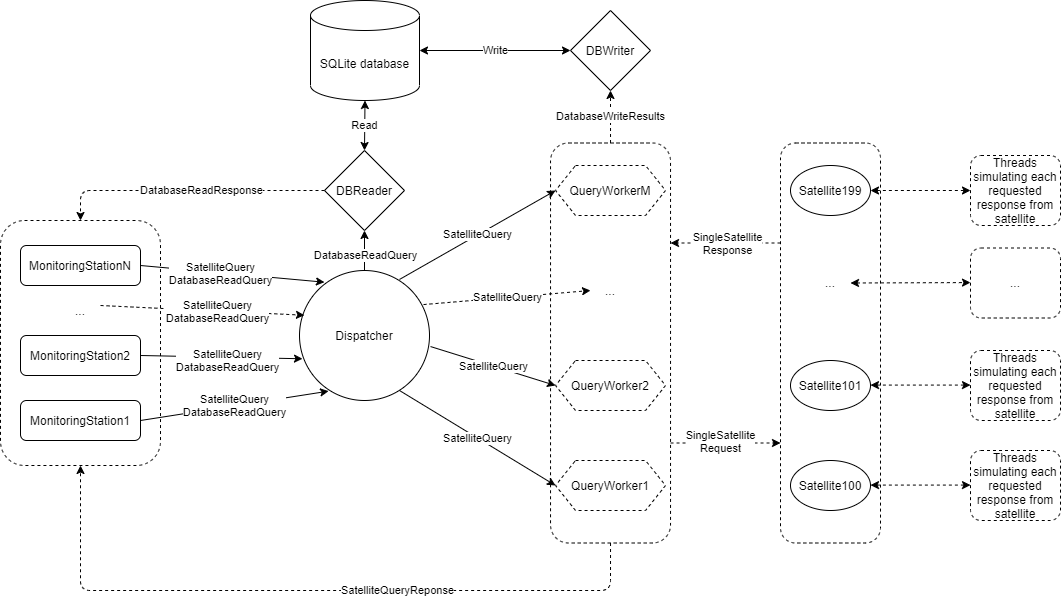 SQLite database
Write
DBWriter
DatabaseWriteResults
Read
DBReader
DatabaseReadResponse
DatabaseReadQuery
MonitoringStationN
...
MonitoringStation2
MonitoringStation1
SatelliteQuery
DatabaseReadQuery
SatelliteQuery
DatabaseReadQuery
SatelliteQuery
DatabaseReadQuery
SatelliteQuery
DatabaseReadQuery
Dispatcher
SatelliteQuery
SatelliteQuery
SatelliteQuery
SatelliteQuery
QueryWorkerM
...
QueryWorker2
QueryWorker1
SingleSatellite
Response
SingleSatellite
Request
Satellite199
...
Satellite101
Satellite100
Threads
simulating each
requested
response from
satellite
...
Threads
simulating each
requested
response from
satellite
Threads
simulating each
requested
response from
satellite
SatelliteQueryReponse